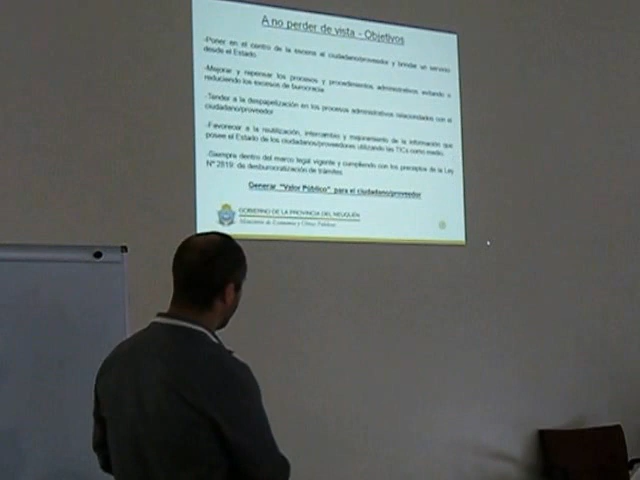 A no perder de vista - Objetivos
-Poner en el centro de la escena al ciudadano/proveedor y brindar un servicio
desde el Estado.
-Mejorar y repensar los procesos y procedimientos administrativos evitando o
reduciendo los excesos de burocracia
-Tender a la despapelización en los procesos administrativos relacionados con el
ciudadano/proveedor
-Favorecer a la reutilización, intercambio y mejoramiento de la información que
posee el Estado de los ciudadanos/proveedores utilizando las TICs como medio.
-Siempre dentro del marco legal vigente y cumpliendo con los preceptos de la Ley
Nº 2819: de desburocratización de trámites
Generar "Valor Público" para el ciudadano/proveedor
GOBIERNO DE LA PROVINCIA DEL NEUQUÉN
Ministerio de Economía y Obras Públicas